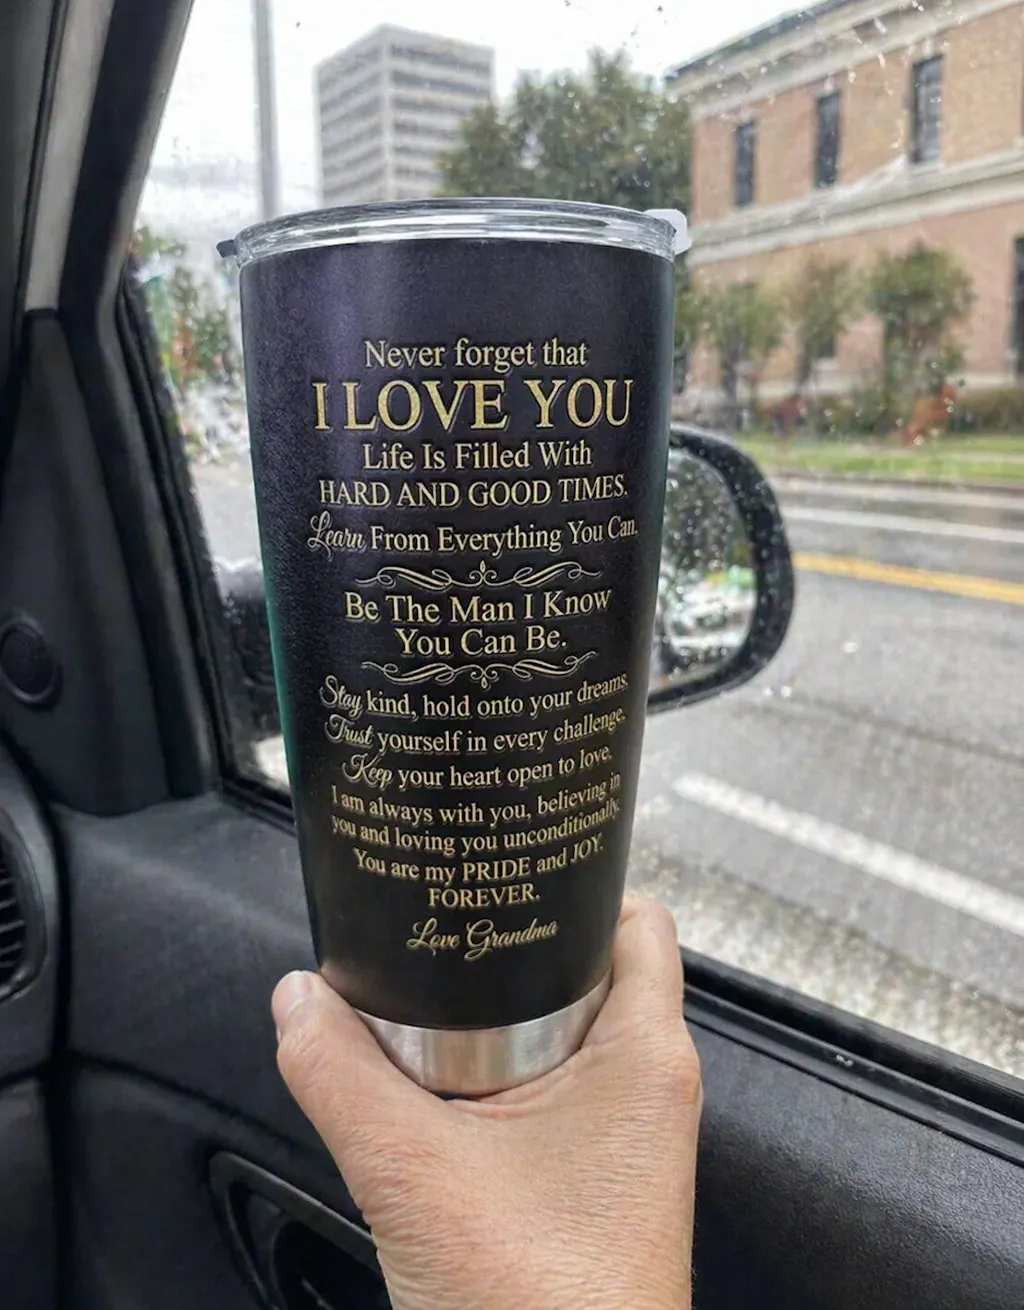 Never forget that
I LOVE YOU
Life Is Filled With
HARD AND GOOD TIMES.
Learn From Everything You Can.
Be The Man I Know
You Can Be.
Stay kind, hold onto your dreams.
Trust yourself in every challenge.
Keep your heart open to love.
I am always with you, believing in
you and loving you unconditionally.
You are my PRIDE and JOY.
FOREVER.
Love Grandma